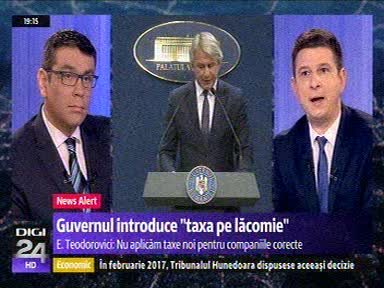 19:15
PALATUL
News Alert
Guvernul introduce "taxa pe lăcomie"
E. Teodorovici: Nu aplicăm taxe noi pentru companiile corecte
DIGI
24
HD
Economic
În februarie 2017, Tribunalul Hunedoara dispusese aceeași decizie